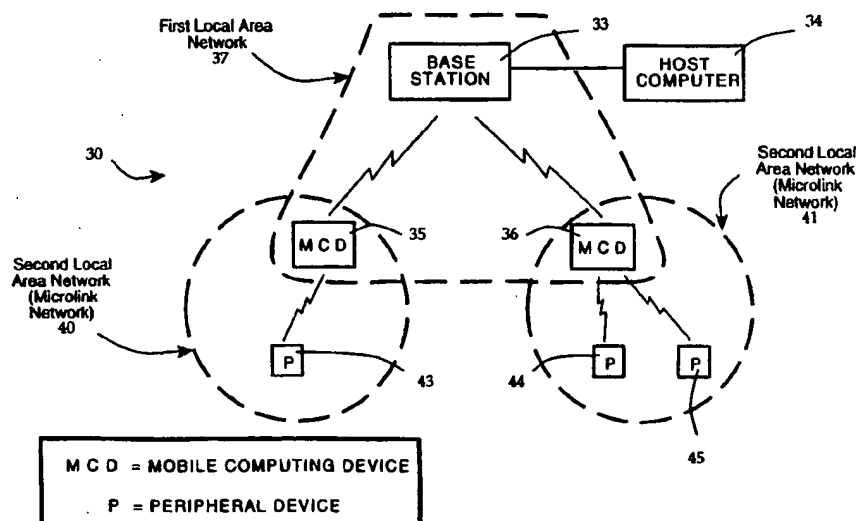 First Local Area
Network
37
33
34
BASE
STATION
HOST
COMPUTER
30
Second Local
Area Network
(Microlink
Network)
41
35
36
M C D
M C D
Second Local
Area Network
(Microlink
Network)
40
P
43
44
P
P
45
M C D = MOBILE COMPUTING DEVICE
P = PERIPHERAL DEVICE